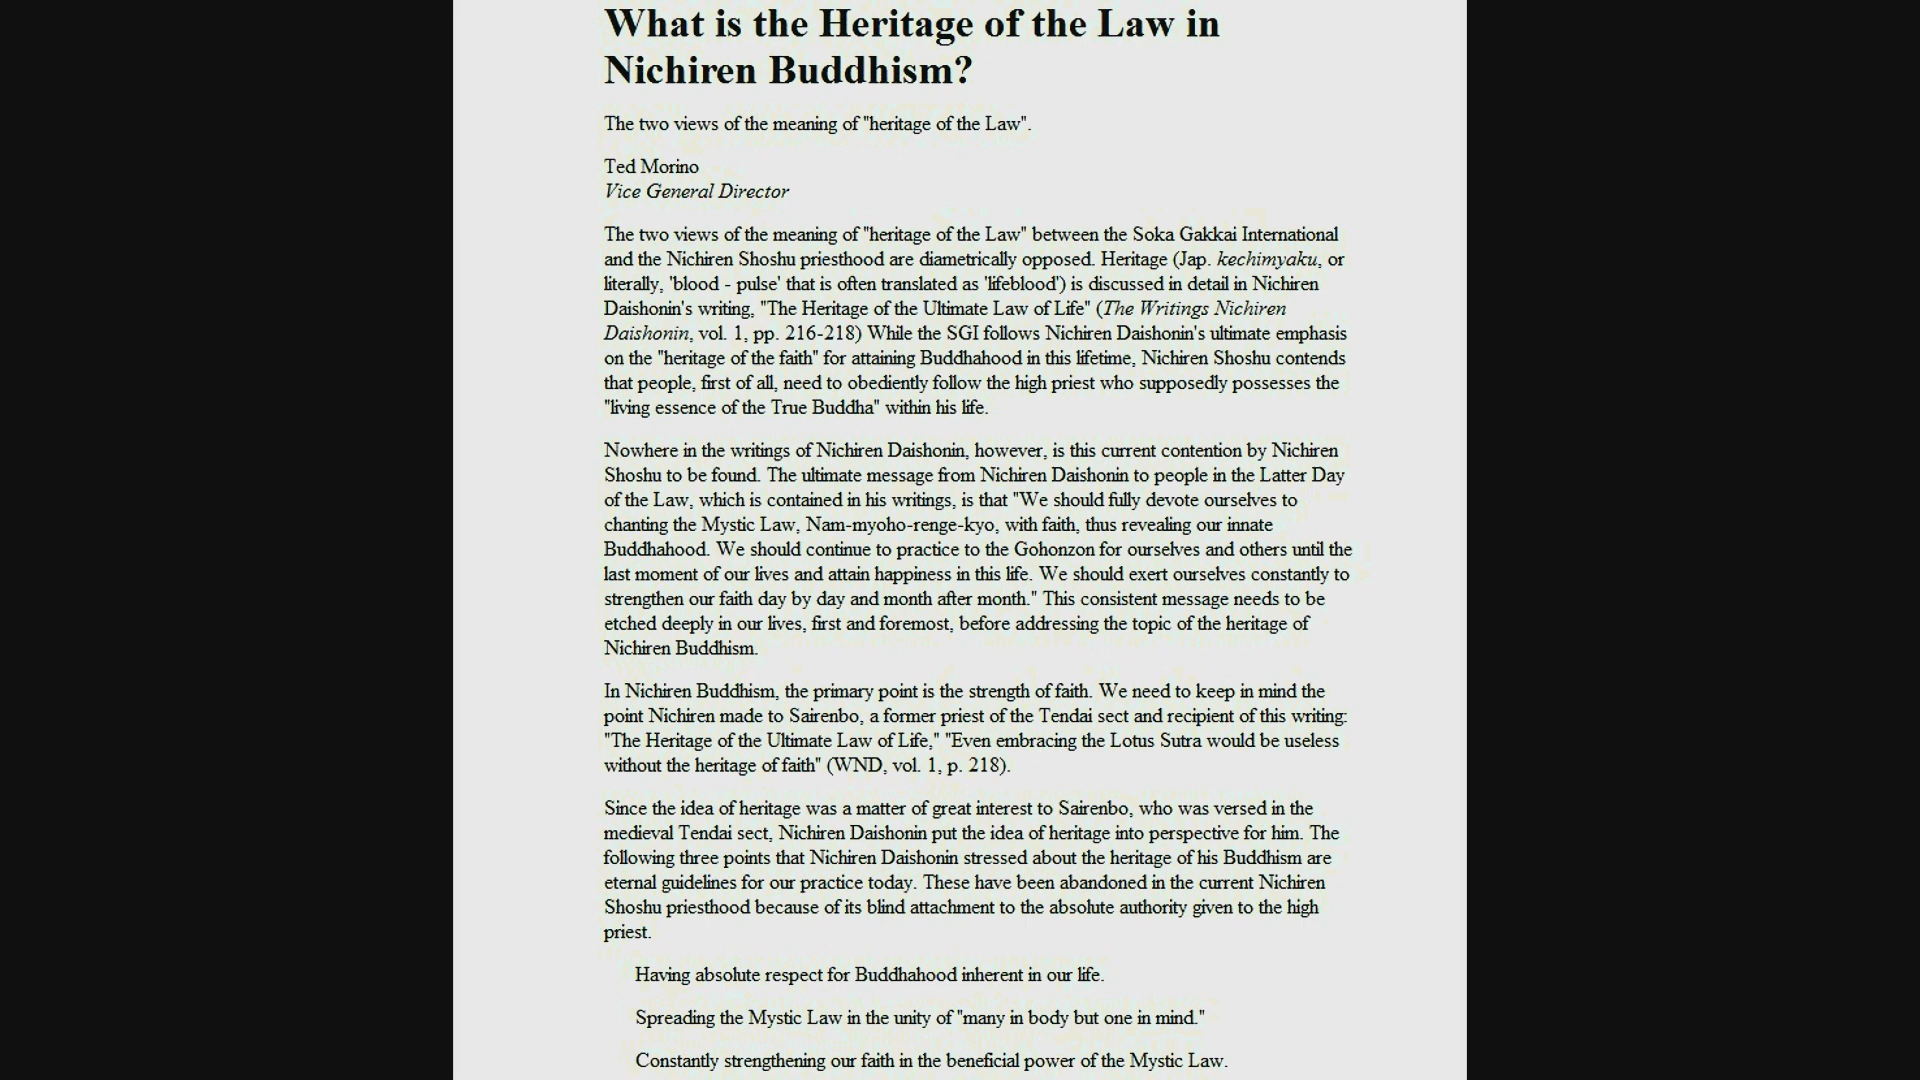 What is the Heritage of the Law in
Nichiren Buddhism?
The two views of the meaning of "heritage of the Law".
Ted Morino
Vice General Director
The two views of the meaning of "heritage of the Law" between the Soka Gakkai International
and the Nichiren Shoshu priesthood are diametrically opposed. Heritage (Jap. kechimyaku, or
literally, 'blood - pulse' that is often translated as 'lifeblood') is discussed in detail in Nichiren
Daishonin's writing, "The Heritage of the Ultimate Law of Life" (The Writings Nichiren
Daishonin, vol. 1, pp. 216-218) While the SGI follows Nichiren Daishonin's ultimate emphasis
on the "heritage of the faith" for attaining Buddhahood in this lifetime, Nichiren Shoshu contends
that people, first of all, need to obediently follow the high priest who supposedly possesses the
"living essence of the True Buddha" within his life.
Nowhere in the writings of Nichiren Daishonin, however, is this current contention by Nichiren
Shoshu to be found. The ultimate message from Nichiren Daishonin to people in the Latter Day
of the Law, which is contained in his writings, is that "We should fully devote ourselves to
chanting the Mystic Law, Nam-myoho-renge-kyo, with faith, thus revealing our innate
Buddhahood. We should continue to practice to the Gohonzon for ourselves and others until the
last moment of our lives and attain happiness in this life. We should exert ourselves constantly to
strengthen our faith day by day and month after month." This consistent message needs to be
etched deeply in our lives, first and foremost, before addressing the topic of the heritage of
Nichiren Buddhism.
In Nichiren Buddhism, the primary point is the strength of faith. We need to keep in mind the
point Nichiren made to Sairenbo, a former priest of the Tendai sect and recipient of this writing:
"The Heritage of the Ultimate Law of Life," "Even embracing the Lotus Sutra would be useless
without the heritage of faith" (WND, vol. 1, p. 218).
Since the idea of heritage was a matter of great interest to Sairenbo, who was versed in the
medieval Tendai sect, Nichiren Daishonin put the idea of heritage into perspective for him. The
following three points that Nichiren Daishonin stressed about the heritage of his Buddhism are
eternal guidelines for our practice today. These have been abandoned in the current Nichiren
Shoshu priesthood because of its blind attachment to the absolute authority given to the high
priest.
Having absolute respect for Buddhahood inherent in our life.
Spreading the Mystic Law in the unity of "many in body but one in mind."
Constantly strengthening our faith in the beneficial power of the Mystic Law.